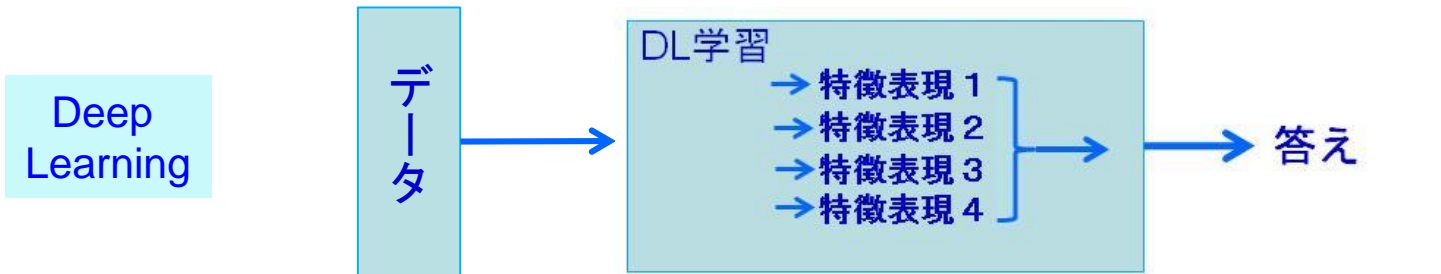 Deep
Learning
データ
DL学習
→特徴表現1
→特徴表現2
→特徴表現3
→特徴表現4
答え